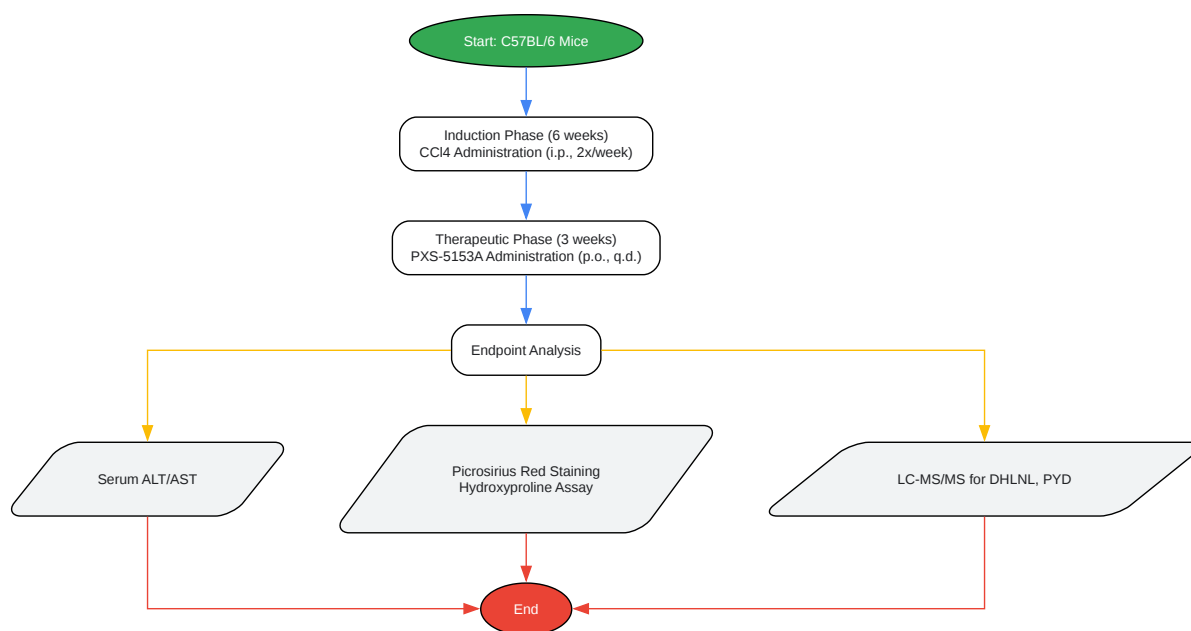 Start: C57BL/6 Mice
Induction Phase (6 weeks)
CCl4 Administration (i.p., 2x/week)
Therapeutic Phase (3 weeks)
PXS-5153A Administration (p.o., q.d.)
Endpoint Analysis
Serum ALT/AST
Picrosirius Red Staining
Hydroxyproline Assay
LC-MS/MS for DHLNL, PYD
End